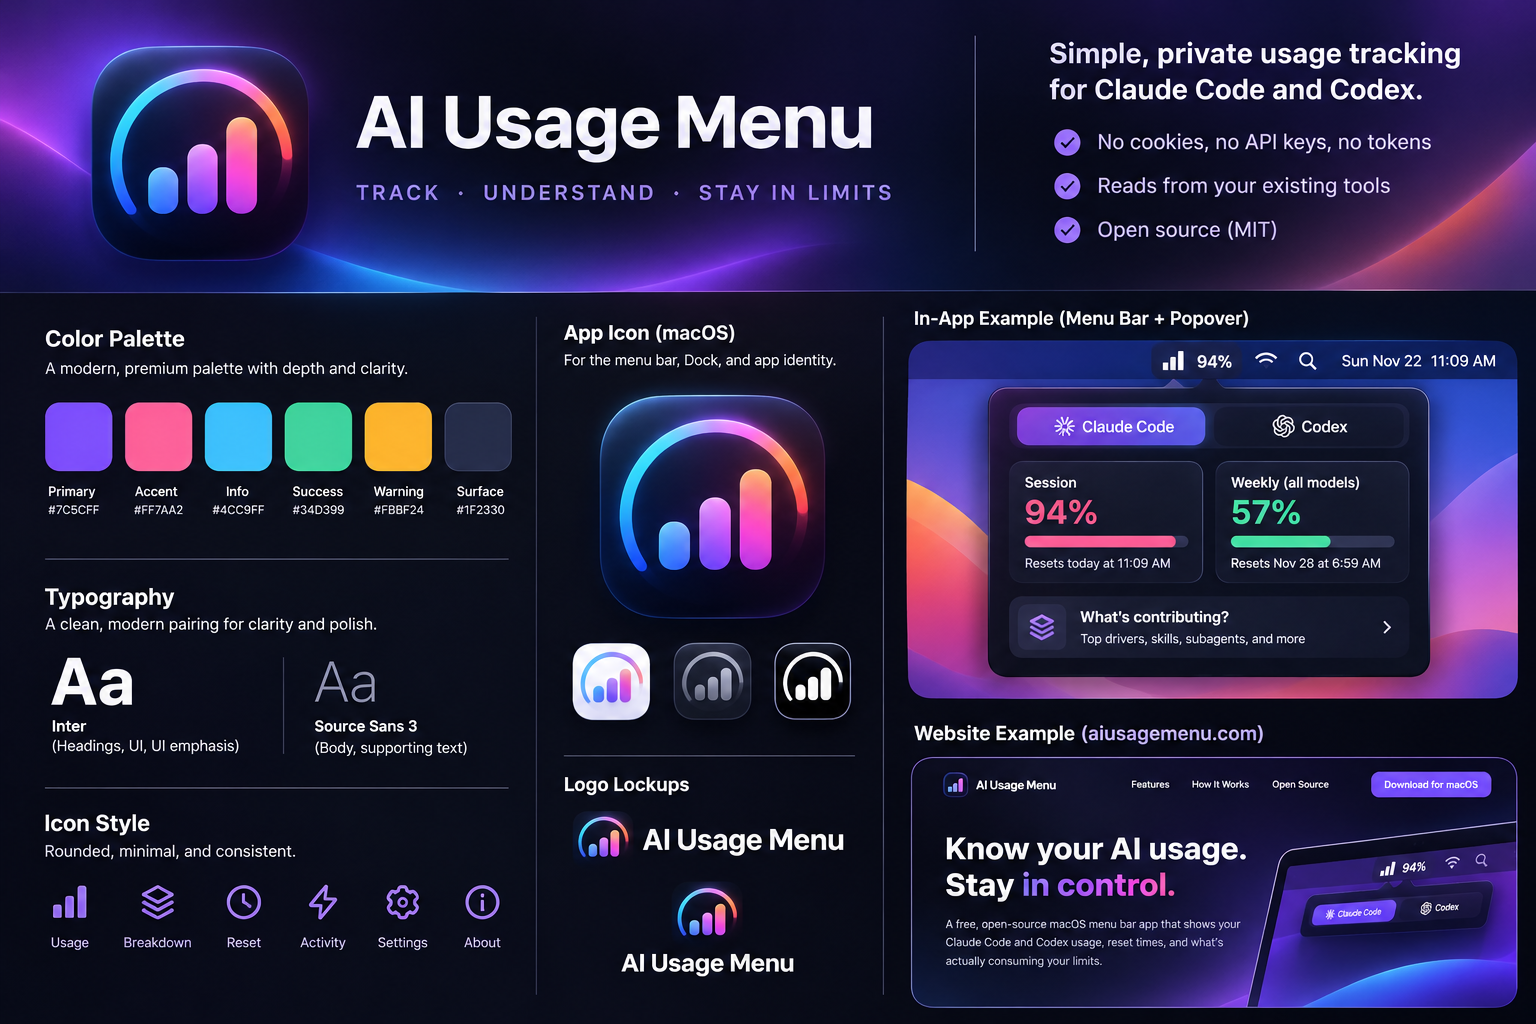 AI Usage Menu
TRACK · UNDERSTAND · STAY IN LIMITS
Simple, private usage tracking
for Claude Code and Codex.
No cookies, no API keys, no tokens
Reads from your existing tools
Open source (MIT)
Color Palette
A modern, premium palette with depth and clarity.
Primary
#7C5CFF
Accent
#FF7AA2
Info
#4CC9FF
Success
#34D399
Warning
#FBBF24
Surface
#1F2330
Typography
A clean, modern pairing for clarity and polish.
Aa
Inter
(Headings, UI, UI emphasis)
Aa
Source Sans 3
(Body, supporting text)
Icon Style
Rounded, minimal, and consistent.
Usage
Breakdown
Reset
Activity
Settings
About
App Icon (macOS)
For the menu bar, Dock, and app identity.
Logo Lockups
AI Usage Menu
AI Usage Menu
In-App Example (Menu Bar + Popover)
94%
Sun Nov 22 11:09 AM
Claude Code
Codex
Session
94%
Resets today at 11:09 AM
Weekly (all models)
57%
Resets Nov 28 at 6:59 AM
What's contributing?
Top drivers, skills, subagents, and more
Website Example (aiusagemenu.com)
AI Usage Menu
Features
How It Works
Open Source
Download for macOS
Know your AI usage.
Stay in control.
A free, open-source macOS menu bar app that shows your
Claude Code and Codex usage, reset times, and what's
actually consuming your limits.
94%
Claude Code
Codex